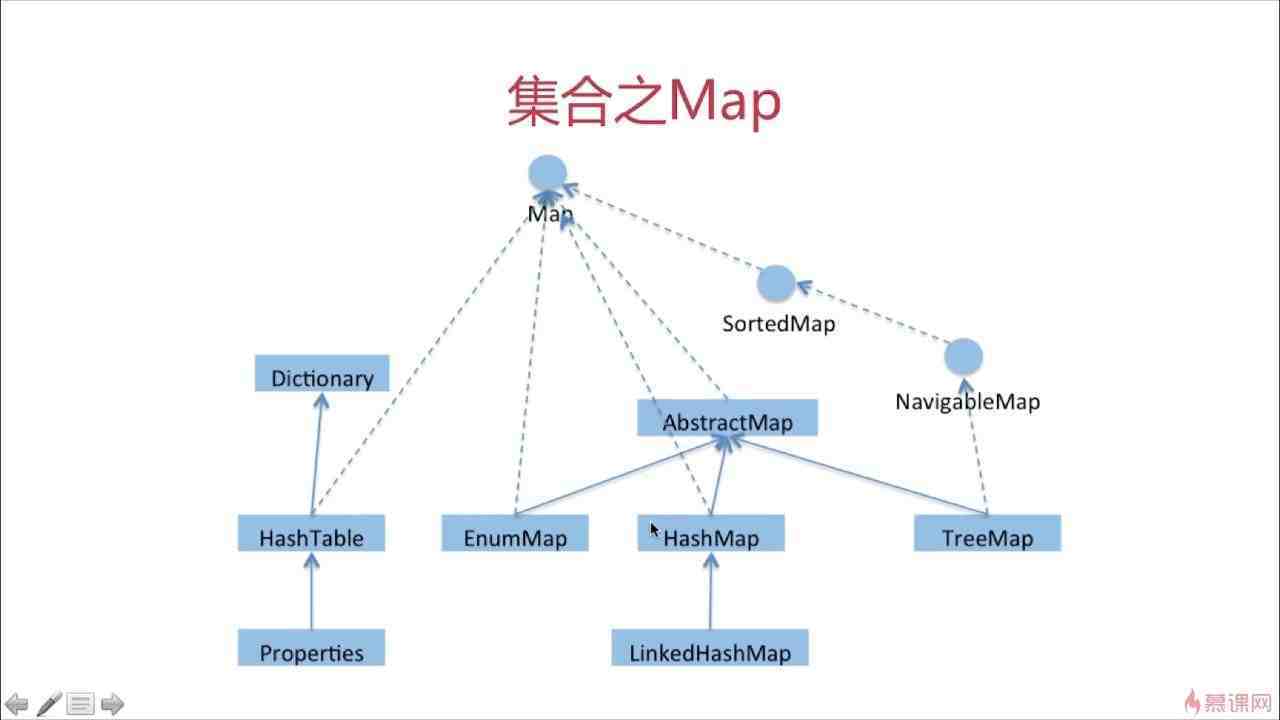 集合之Map
Map
SortedMap
Dictionary
NavigableMap
AbstractMap
HashTable
EnumMap
HashMap
TreeMap
Properties
LinkedHashMap
慕课网